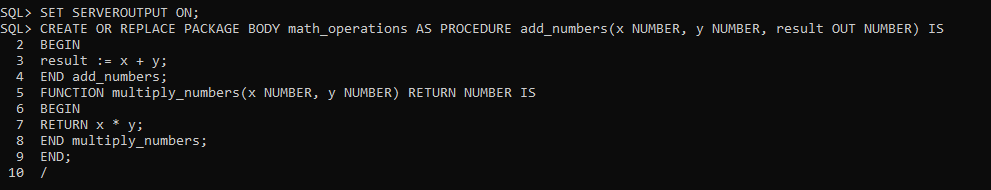 SQL> SET SERVEROUTPUT ON;
SQL> CREATE OR REPLACE PACKAGE BODY math_operations AS PROCEDURE add_numbers(x NUMBER, y NUMBER, result OUT NUMBER) IS
  2  BEGIN
  3  result := x + y;
  4  END add_numbers;
  5  FUNCTION multiply_numbers(x NUMBER, y NUMBER) RETURN NUMBER IS
  6  BEGIN
  7  RETURN x * y;
  8  END multiply_numbers;
  9  END;
 10  /